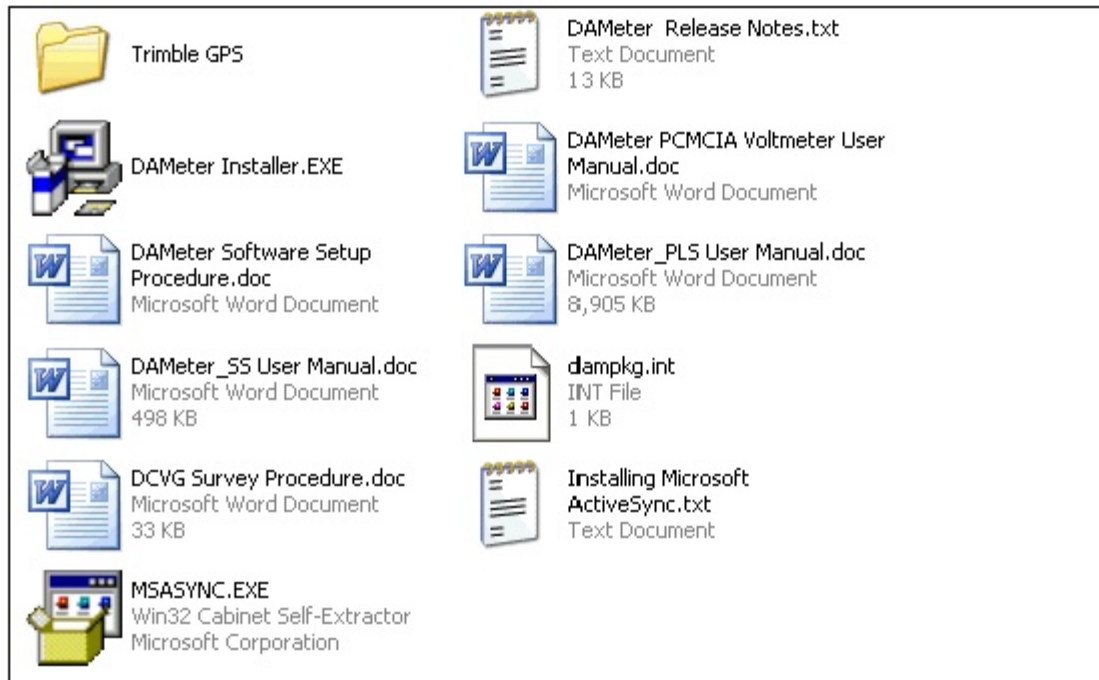 Trimble GPS
DAMeter Release Notes.txt
Text Document
13 KB
DAMeter Installer.EXE
DAMeter PCMCIA Voltmeter User
Manual.doc
Microsoft Word Document
DAMeter Software Setup
Procedure.doc
Microsoft Word Document
DAMeter_PLS User Manual.doc
Microsoft Word Document
8,905 KB
DAMeter_SS User Manual.doc
Microsoft Word Document
498 KB
dampkg.int
INT File
1 KB
DCVG Survey Procedure.doc
Microsoft Word Document
33 KB
Installing Microsoft
ActiveSync.txt
Text Document
MSASYNC.EXE
Win32 Cabinet Self-Extractor
Microsoft Corporation